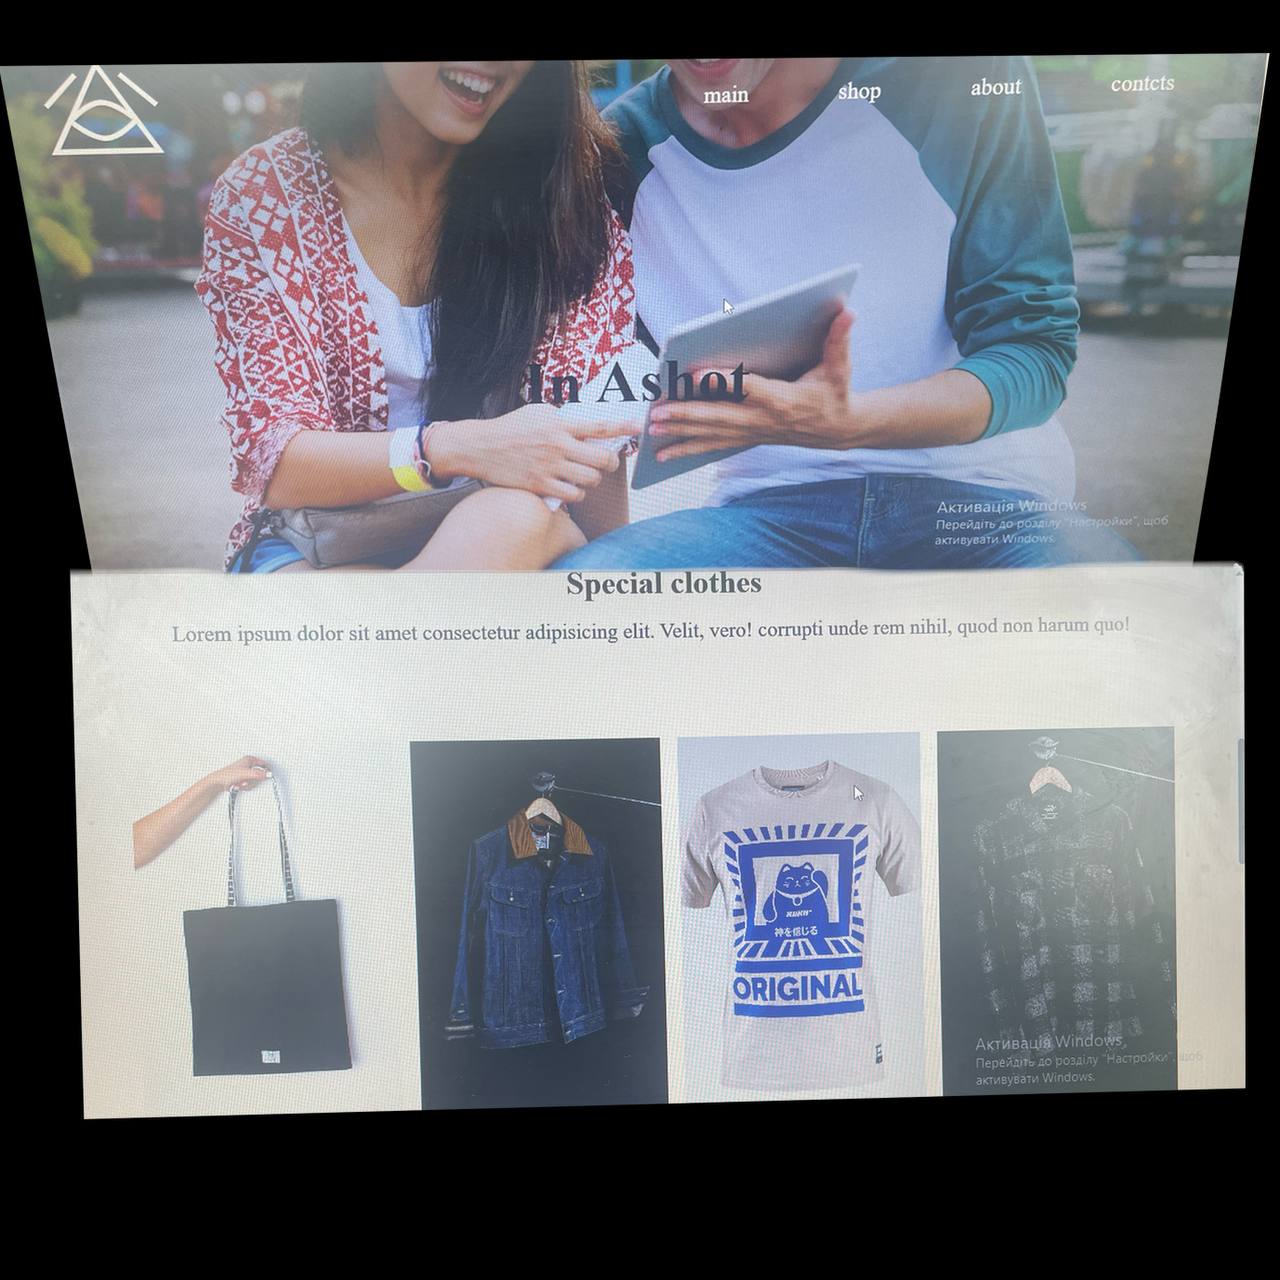 main
shop
about
contcts
In Ashot
Активація Windows
Перейдіть до розділу "Настройки", щоб
активувати Windows.
Special clothes
Lorem ipsum dolor sit amet consectetur adipisicing elit. Velit, vero! corrupti unde rem nihil, quod non harum quo!
神を信じる
ORIGINAL
Активація Windows
Перейдіть до розділу "Настройки", щоб
активувати Windows.